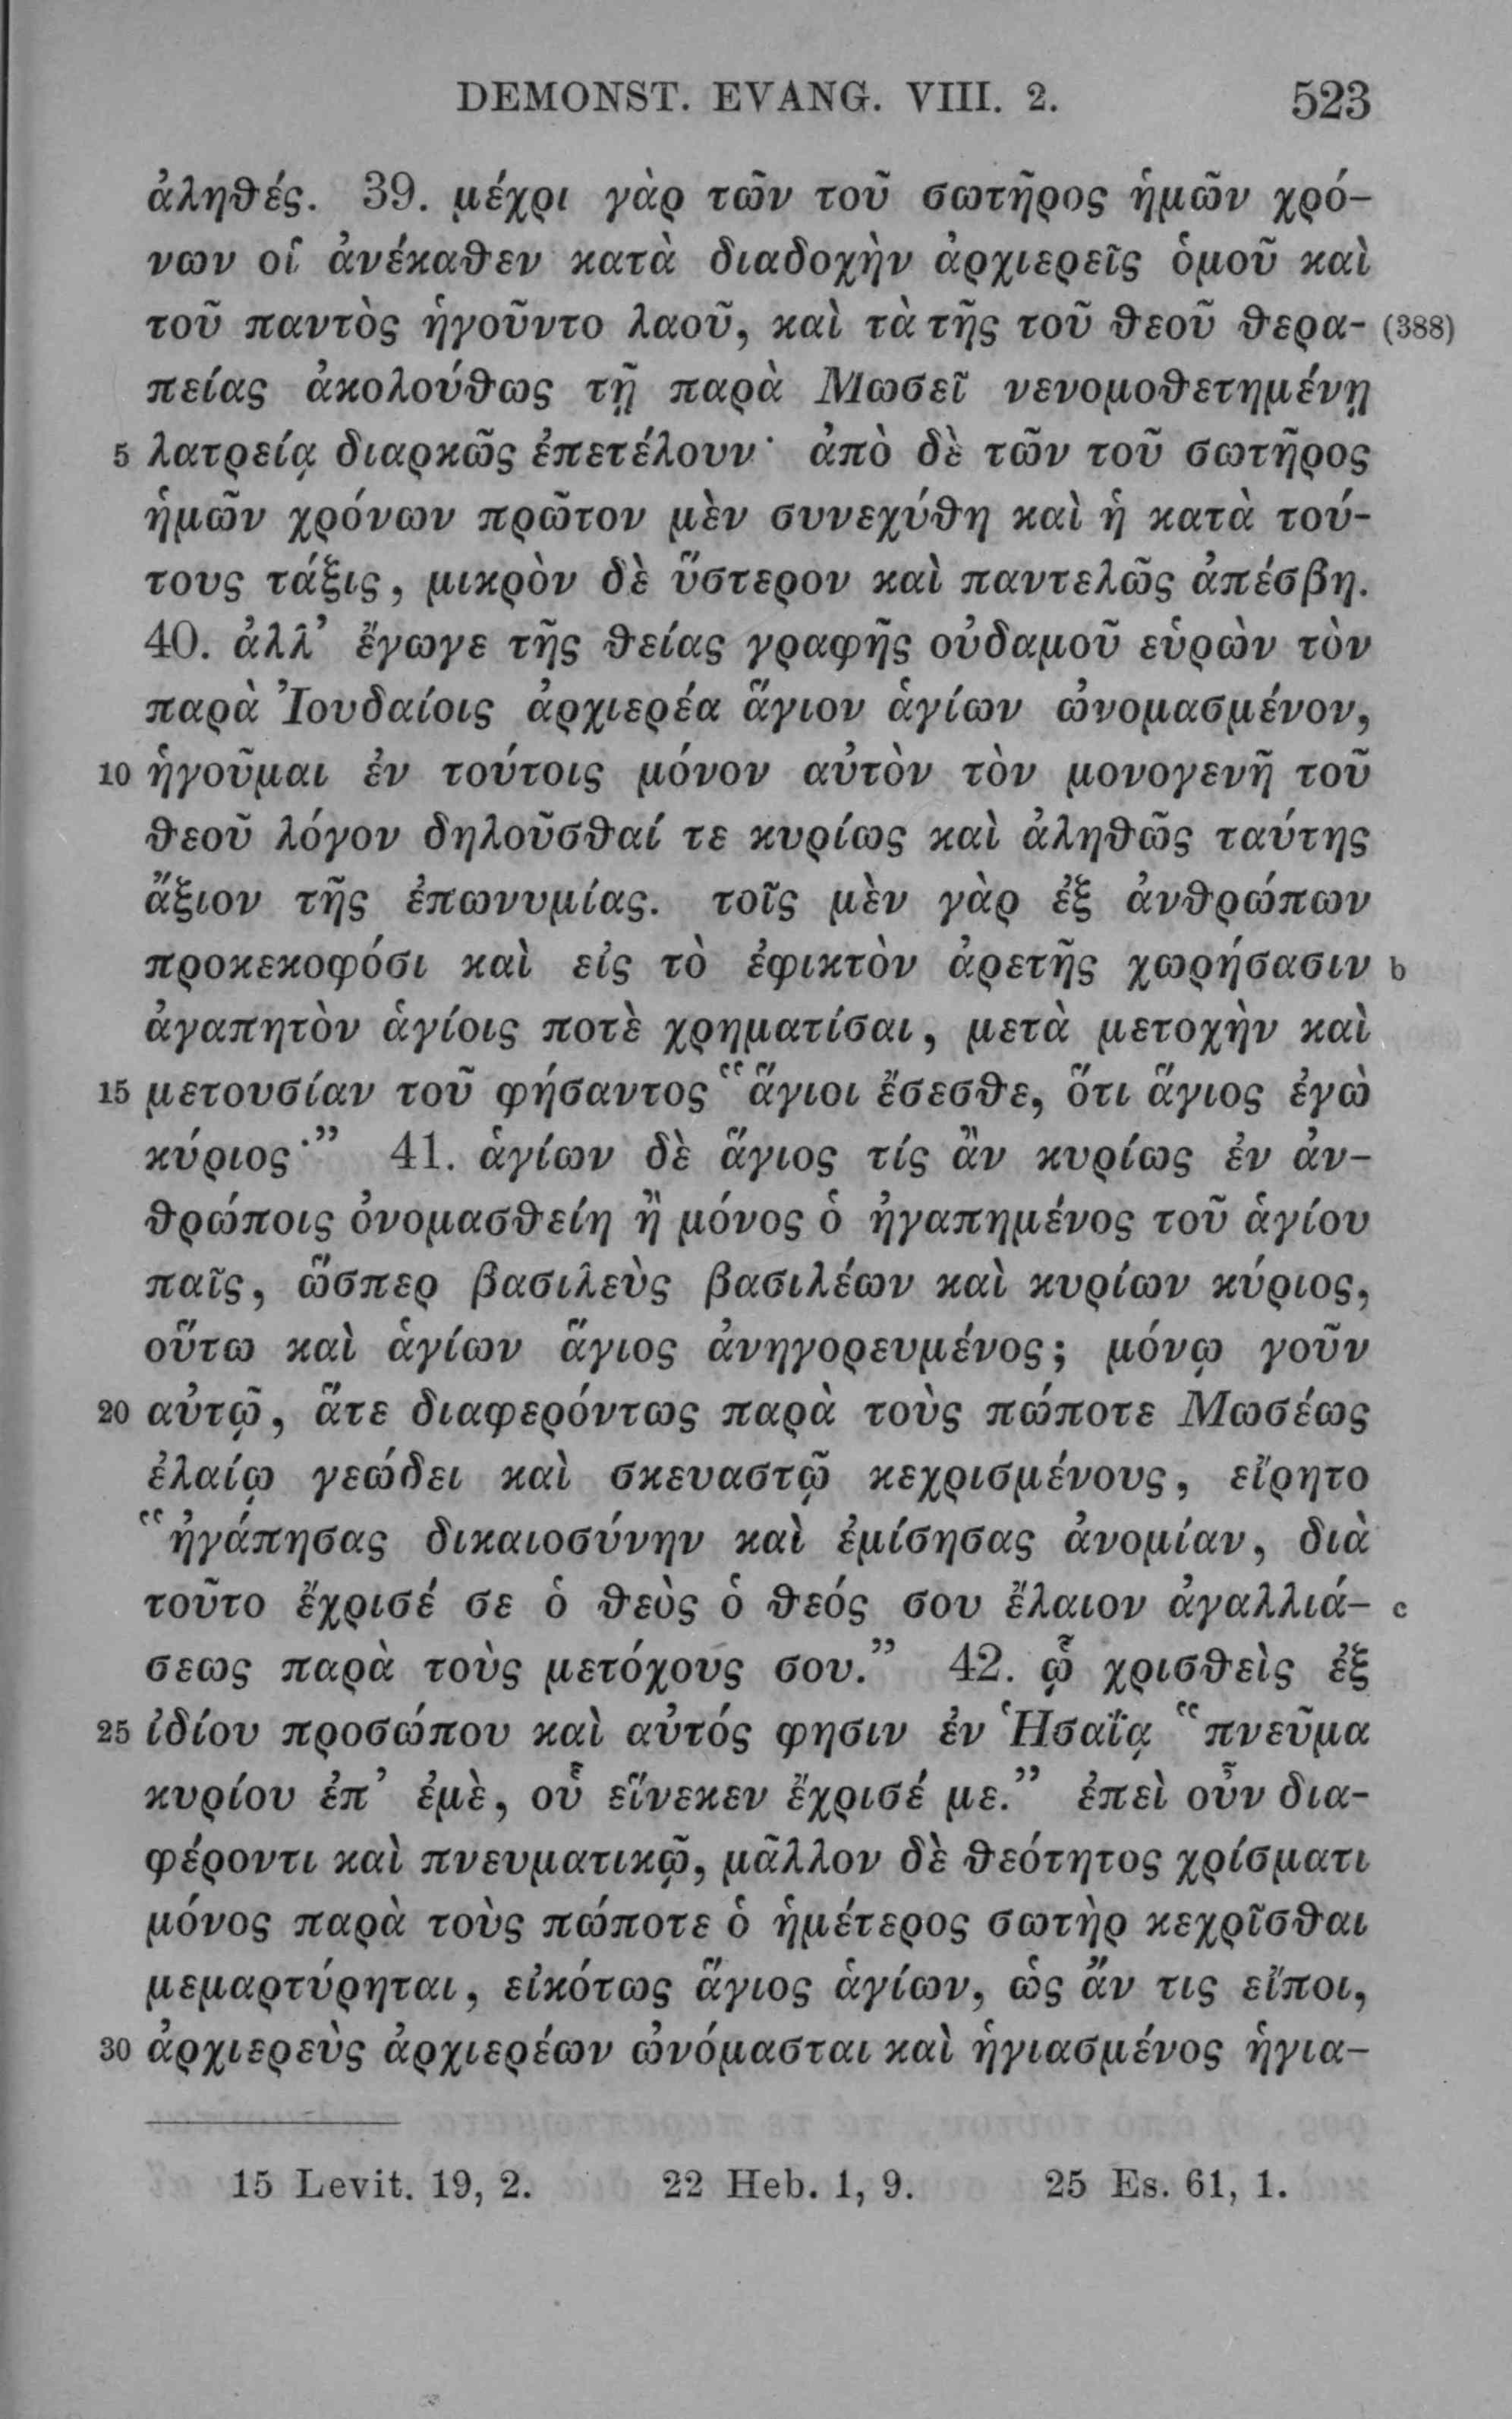 DEMONST. EVANG. VIII. 2. 523
ἀληθές. 39. μέχρι γὰρ τῶν τοῦ σωτῆρος ἡμῶν χρό-
νων οἱ ἀνέκαθεν κατὰ διαδοχὴν ἀρχιερεῖς ὁμοῦ καὶ
τοῦ παντὸς ἡγοῦντο λαοῦ, καὶ τὰ τῆς τοῦ θεοῦ θερα- (388)
πείας ἀκολούθως τῇ παρὰ Μωσεῖ νενομοθετημένῃ
5 λατρείᾳ διαρκῶς ἐπετέλουν· ἀπὸ δὲ τῶν τοῦ σωτῆρος
ἡμῶν χρόνων πρῶτον μὲν συνεχύθη καὶ ἡ κατὰ τού-
τους τάξις, μικρὸν δὲ ὕστερον καὶ παντελῶς ἀπέσβη.
40. ἀλλ’ ἔγωγε τῆς θείας γραφῆς οὐδαμοῦ εὑρὼν τὸν
παρὰ Ἰουδαίοις ἀρχιερέα ἅγιον ἁγίων ὠνομασμένον,
10 ἡγοῦμαι ἐν τούτοις μόνον αὐτὸν τὸν μονογενῆ τοῦ
θεοῦ λόγον δηλοῦσθαί τε κυρίως καὶ ἀληθῶς ταύτης
ἄξιον τῆς ἐπωνυμίας. τοῖς μὲν γὰρ ἐξ ἀνθρώπων
προκεκοφόσι καὶ εἰς τὸ ἐφικτὸν ἀρετῆς χωρήσασιν b
ἀγαπητὸν ἁγίοις ποτὲ χρηματίσαι, μετὰ μετοχὴν καὶ
15 μετουσίαν τοῦ φήσαντος “ἅγιοι ἔσεσθε, ὅτι ἅγιος ἐγὼ
κύριος·” 41. ἁγίων δὲ ἅγιος τίς ἂν κυρίως ἐν ἀν-
θρώποις ὀνομασθείη ἢ μόνος ὁ ἠγαπημένος τοῦ ἁγίου
παῖς, ὥσπερ βασιλεὺς βασιλέων καὶ κυρίων κύριος,
οὕτω καὶ ἁγίων ἅγιος ἀνηγορευμένος; μόνῳ γοῦν
20 αὐτῷ, ἅτε διαφερόντως παρὰ τοὺς πώποτε Μωσέως
ἐλαίῳ γεώδει καὶ σκευαστῷ κεχρισμένους, εἴρητο
“ἠγάπησας δικαιοσύνην καὶ ἐμίσησας ἀνομίαν, διὰ
τοῦτο ἔχρισέ σε ὁ θεὸς ὁ θεός σου ἔλαιον ἀγαλλιά- c
σεως παρὰ τοὺς μετόχους σου.” 42. ᾧ χρισθεὶς ἐξ
25 ἰδίου προσώπου καὶ αὐτός φησιν ἐν Ἡσαΐᾳ “πνεῦμα
κυρίου ἐπ’ ἐμὲ, οὗ εἵνεκεν ἔχρισέ με.” ἐπεὶ οὖν δια-
φέροντι καὶ πνευματικῷ, μᾶλλον δὲ θεότητος χρίσματι
μόνος παρὰ τοὺς πώποτε ὁ ἡμέτερος σωτὴρ κεχρῖσθαι
μεμαρτύρηται, εἰκότως ἅγιος ἁγίων, ὡς ἄν τις εἴποι,
30 ἀρχιερεὺς ἀρχιερέων ὠνόμασται καὶ ἡγιασμένος ἡγια-
15 Levit. 19, 2. 22 Heb. 1, 9. 25 Es. 61, 1.